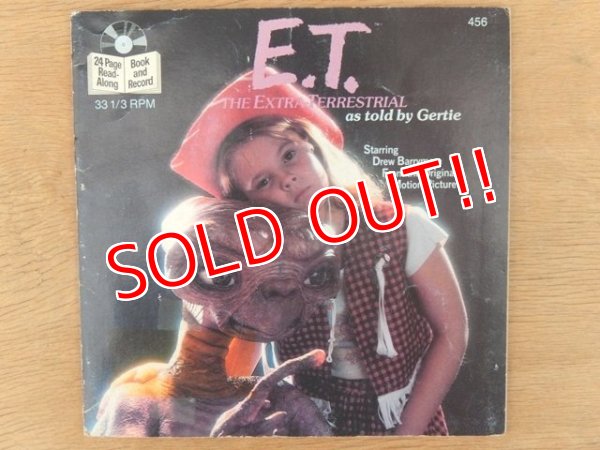 456
E.T.
THE EXTRA-TERRESTRIAL
as told by Gertie
24 Page
Read-
Along
Book
and
Record
33 1/3 RPM
Starring
Drew
Motion Picture
SOLD OUT!!